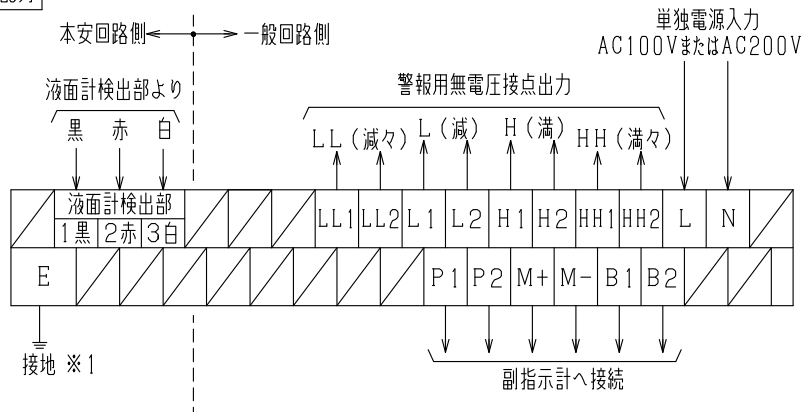 単独電源入力
AC100VまたはAC200V
本安回路側
一般回路側
液面計検出部より
警報用無電圧接点出力
黒 赤 白
LL(減々) L(減) H(満) HH(満々)
液面計検出部
1黒 2赤 3白
LL1 LL2 L1 L2 H1 H2 HH1 HH2 L N
E P1 P2 M+ M- B1 B2
接地 ※1
副指示計へ接続